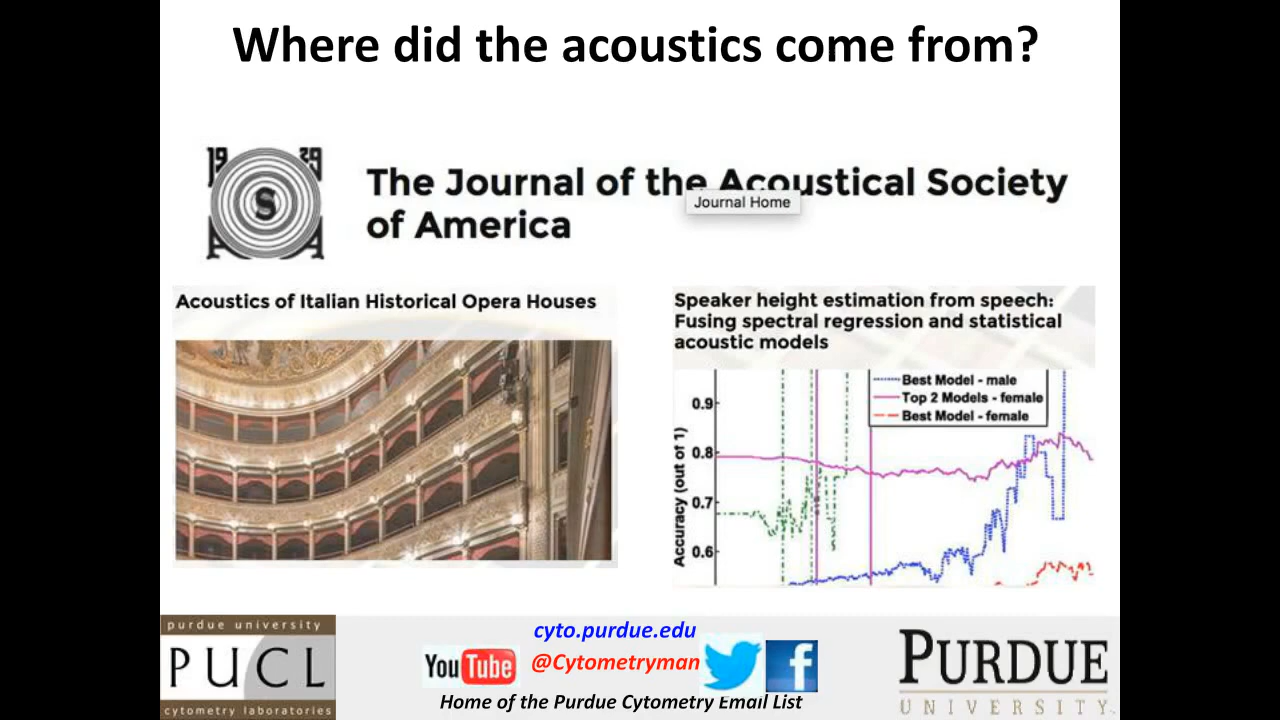 Where did the acoustics come from?
19 29
S
A A
The Journal of the Acoustical Society
Journal Home
of America
Acoustics of Italian Historical Opera Houses
Speaker height estimation from speech:
Fusing spectral regression and statistical
acoustic models
Best Model - male
Top 2 Models - female
Best Model - female
Accuracy (out of 1)
0.9
0.8
0.7
0.6
purdue university
PUCL
cytometry laboratories
cyto.purdue.edu
YouTube
@Cytometryman
f
Home of the Purdue Cytometry Email List
PURDUE
UNIVERSITY